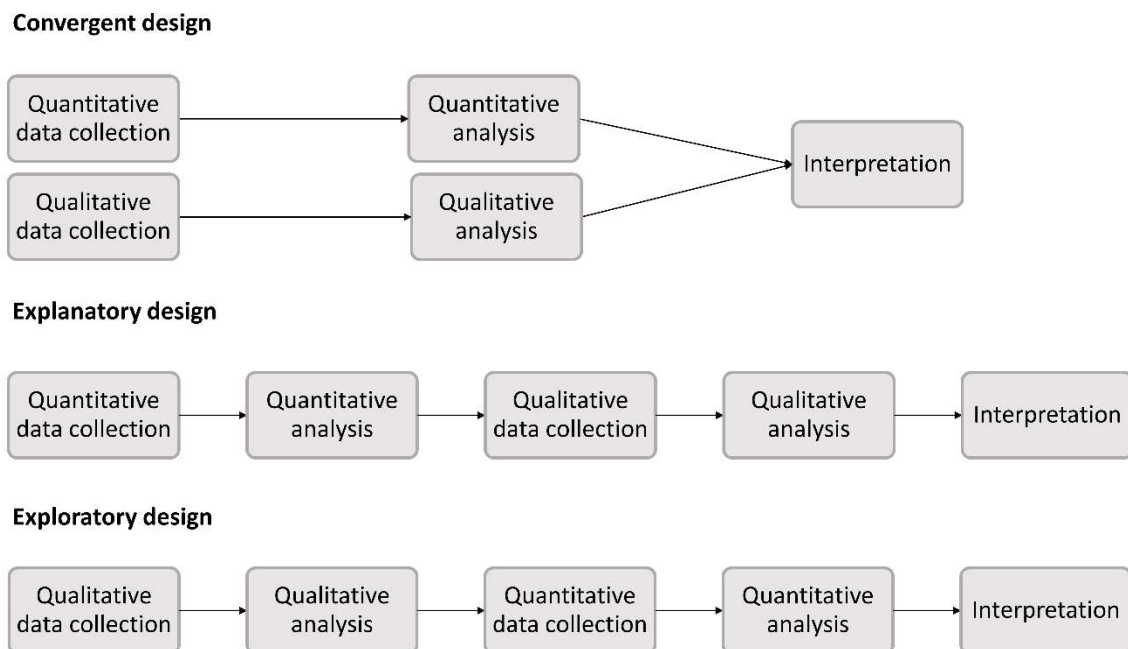 Convergent design
Quantitative
data collection
Quantitative
analysis
Interpretation
Qualitative
data collection
Qualitative
analysis
Explanatory design
Quantitative
data collection
Quantitative
analysis
Qualitative
data collection
Qualitative
analysis
Interpretation
Exploratory design
Qualitative
data collection
Qualitative
analysis
Quantitative
data collection
Quantitative
analysis
Interpretation